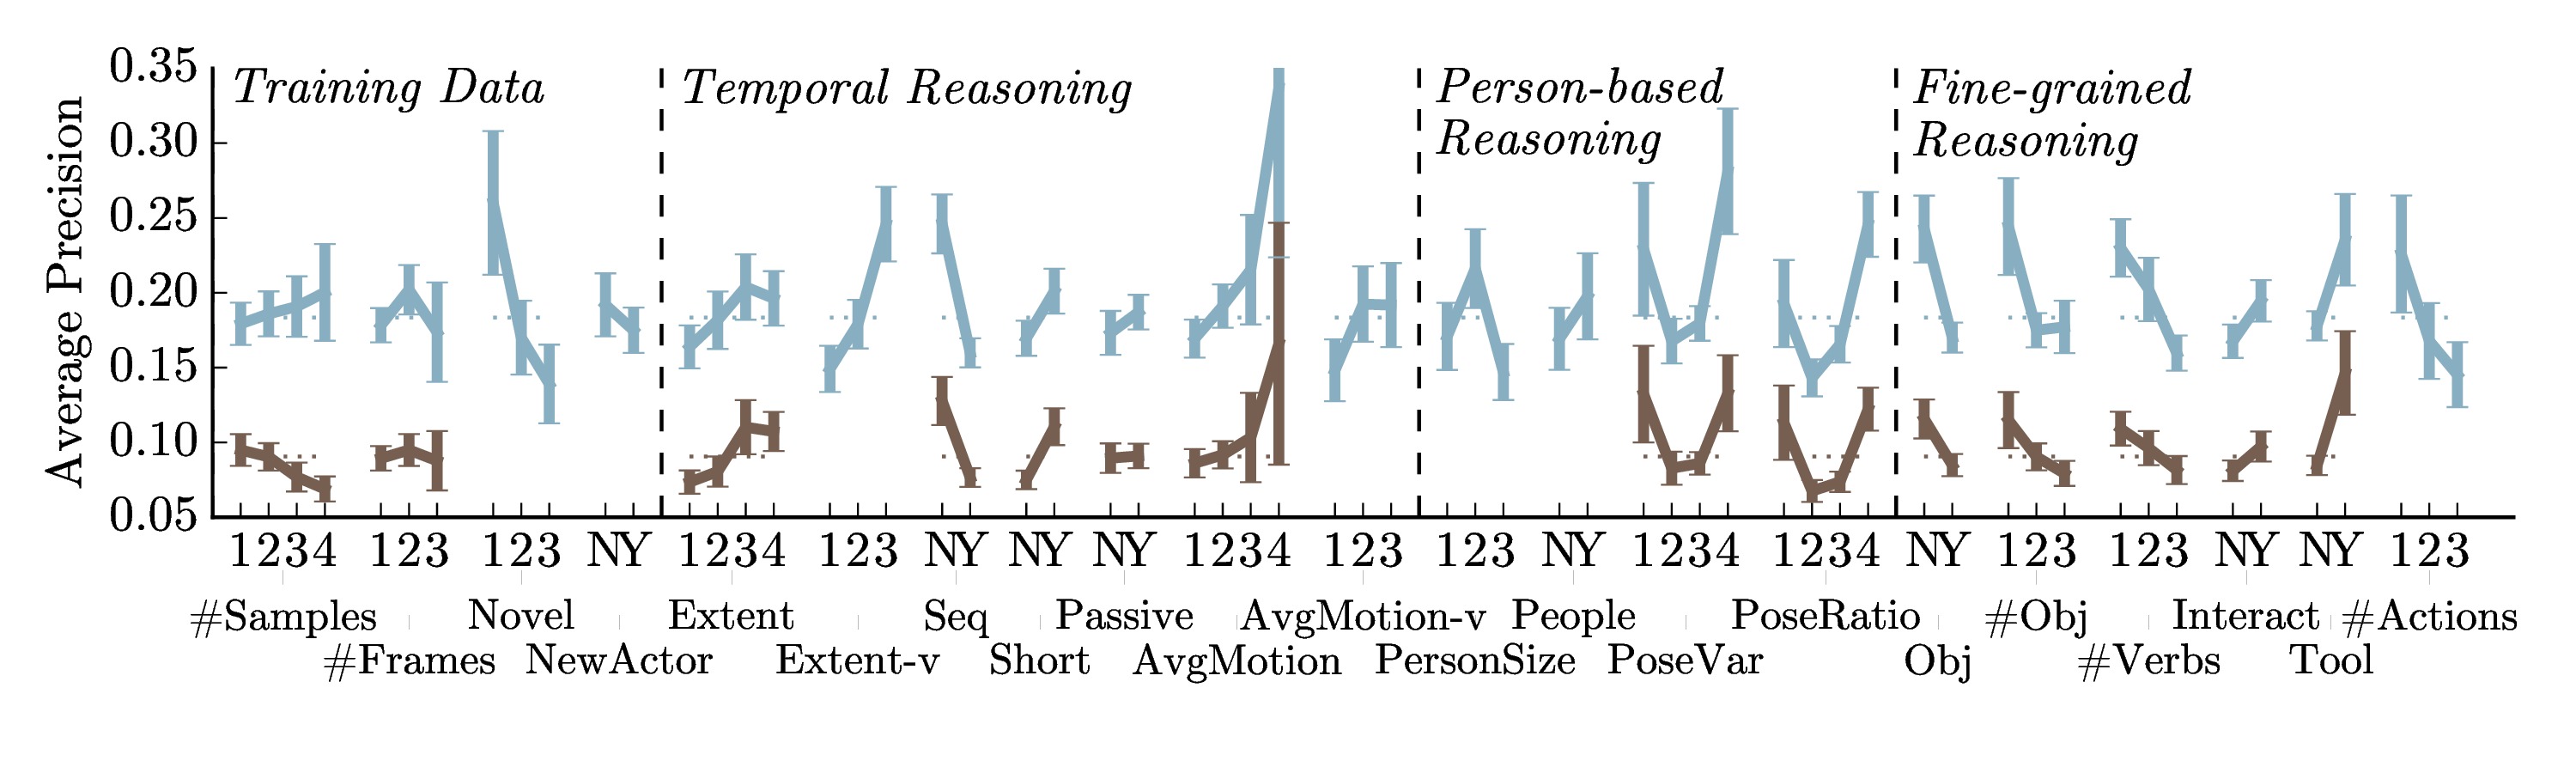 Average Precision
0.35
0.30
0.25
0.20
0.15
0.10
0.05
Training Data
Temporal Reasoning
Person-based
Reasoning
Fine-grained
Reasoning
1234 123 123 NY 1234 123 NY NY NY 1234 123 123 NY 1234 1234 NY 123 123 NY NY 123
#Samples Novel Extent Seq Passive AvgMotion-v People PoseRatio #Obj Interact #Actions
#Frames NewActor Extent-v Short AvgMotion PersonSize PoseVar Obj #Verbs Tool